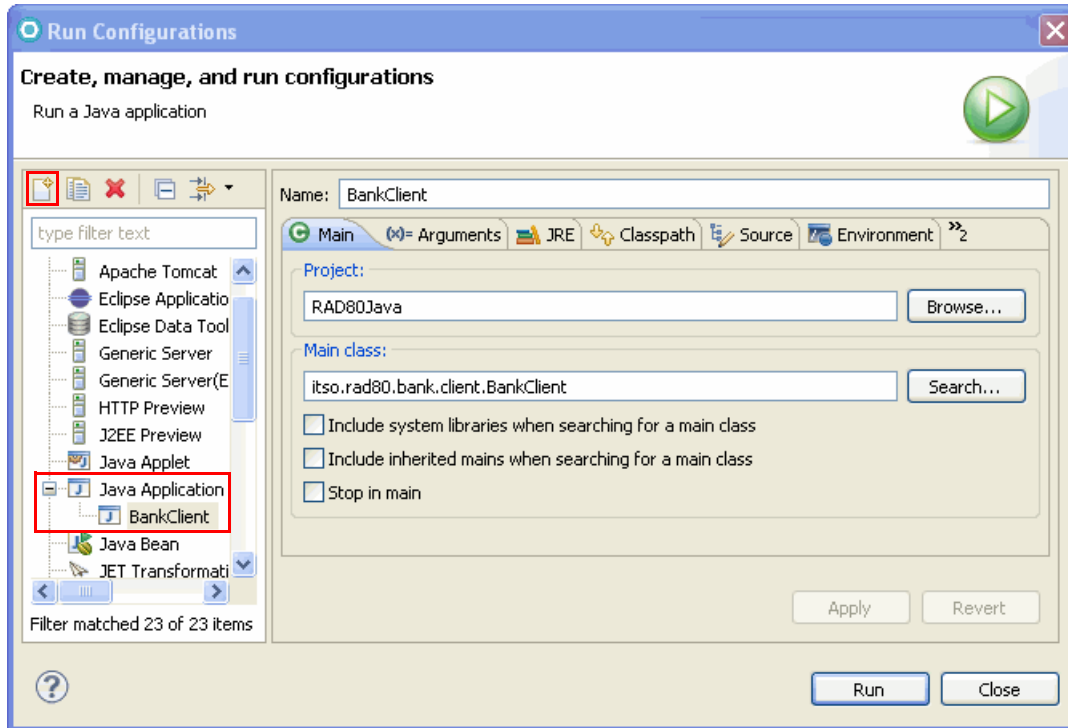 Run Configurations
Create, manage, and run configurations
Run a Java application
type filter text
Apache Tomcat
Eclipse Applicatio
Eclipse Data Tool
Generic Server
Generic Server(E
HTTP Preview
J2EE Preview
Java Applet
Java Application
BankClient
Java Bean
JET Transformati
Filter matched 23 of 23 items
Name: BankClient
Main (x)= Arguments JRE Classpath Source Environment »2
Project:
RAD80Java Browse...
Main class:
itso.rad80.bank.client.BankClient Search...
Include system libraries when searching for a main class
Include inherited mains when searching for a main class
Stop in main
Apply Revert
? Run Close